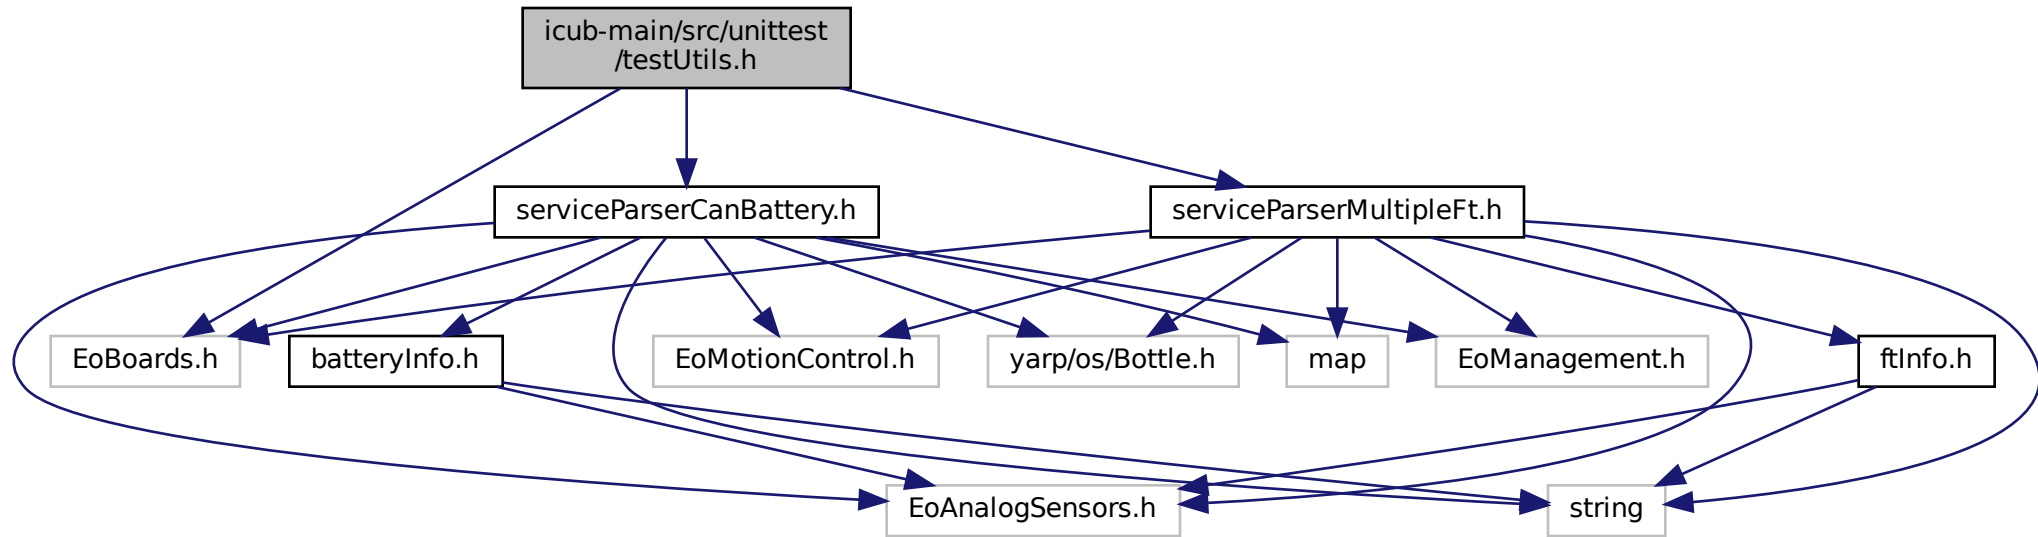 icub-main/src/unittest
/testUtils.h
serviceParserCanBattery.h
serviceParserMultipleFt.h
EoBoards.h
batteryInfo.h
EoMotionControl.h
yarp/os/Bottle.h
map
EoManagement.h
ftInfo.h
EoAnalogSensors.h
string